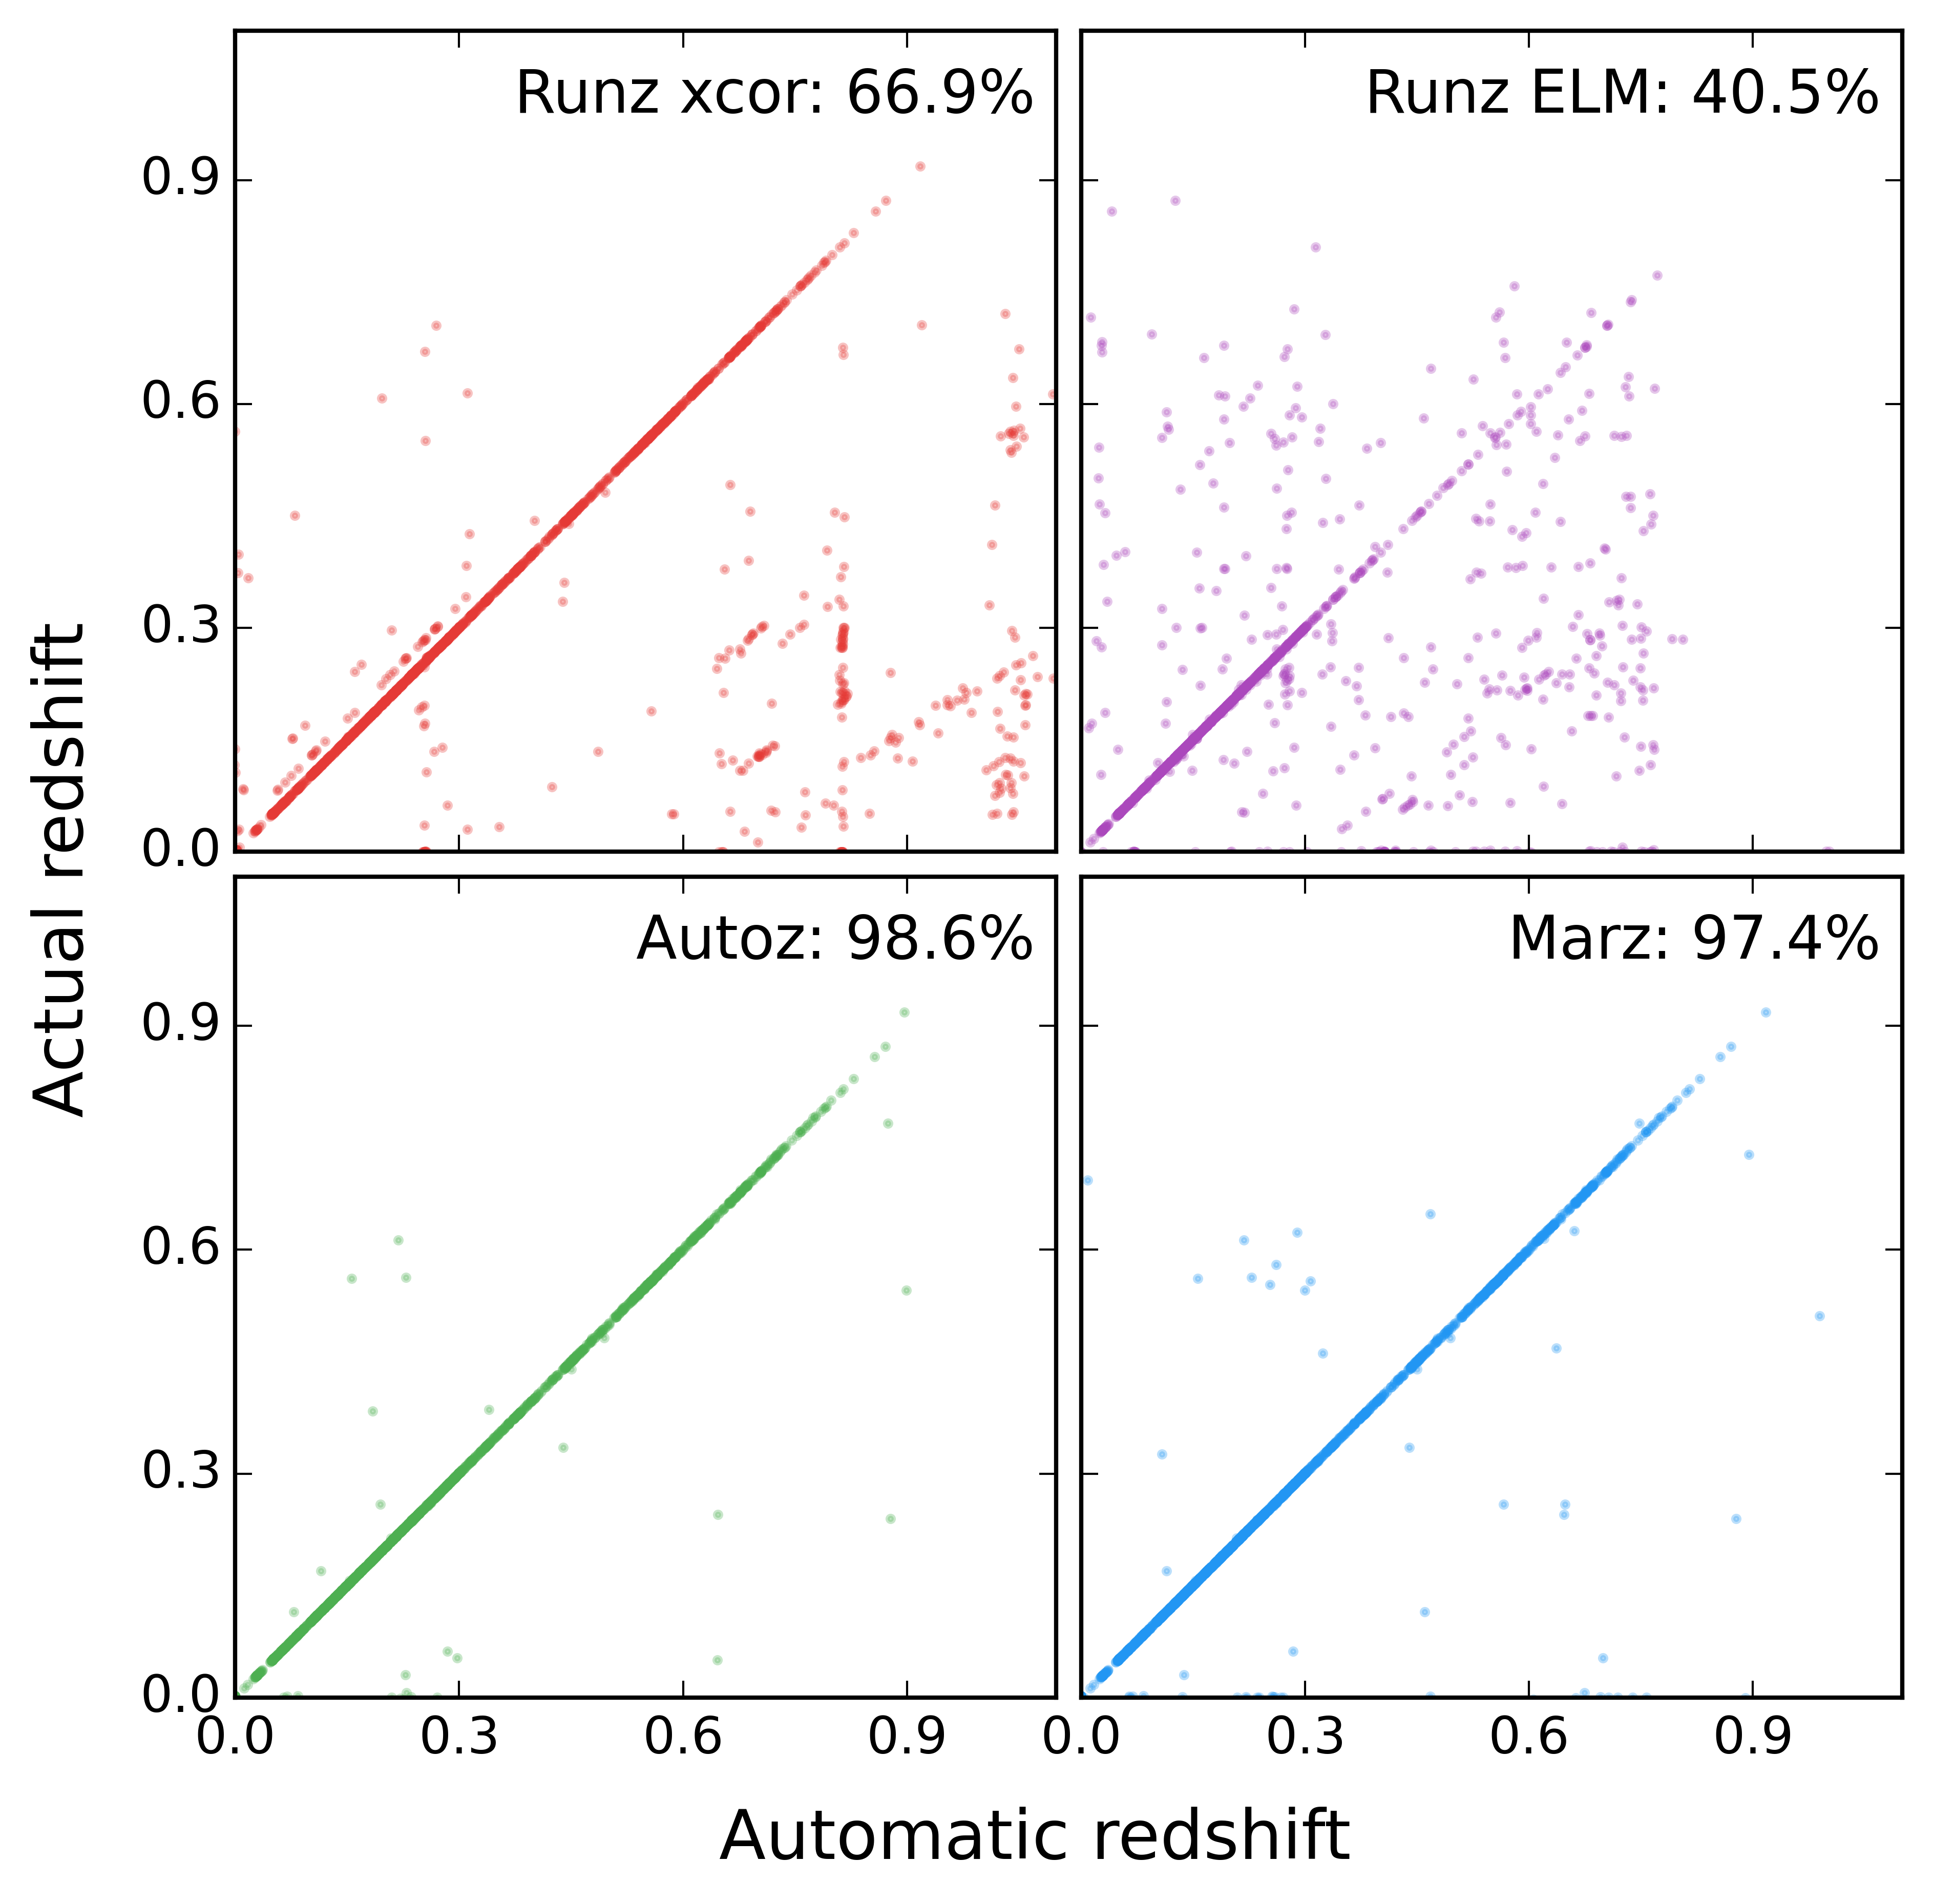 Runz xcor: 66.9%
Runz ELM: 40.5%
0.9
0.6
0.3
0.0
Autoz: 98.6%
Marz: 97.4%
0.9
0.6
0.3
0.0
0.0 0.3 0.6 0.9 0.0 0.3 0.6 0.9
Actual redshift
Automatic redshift